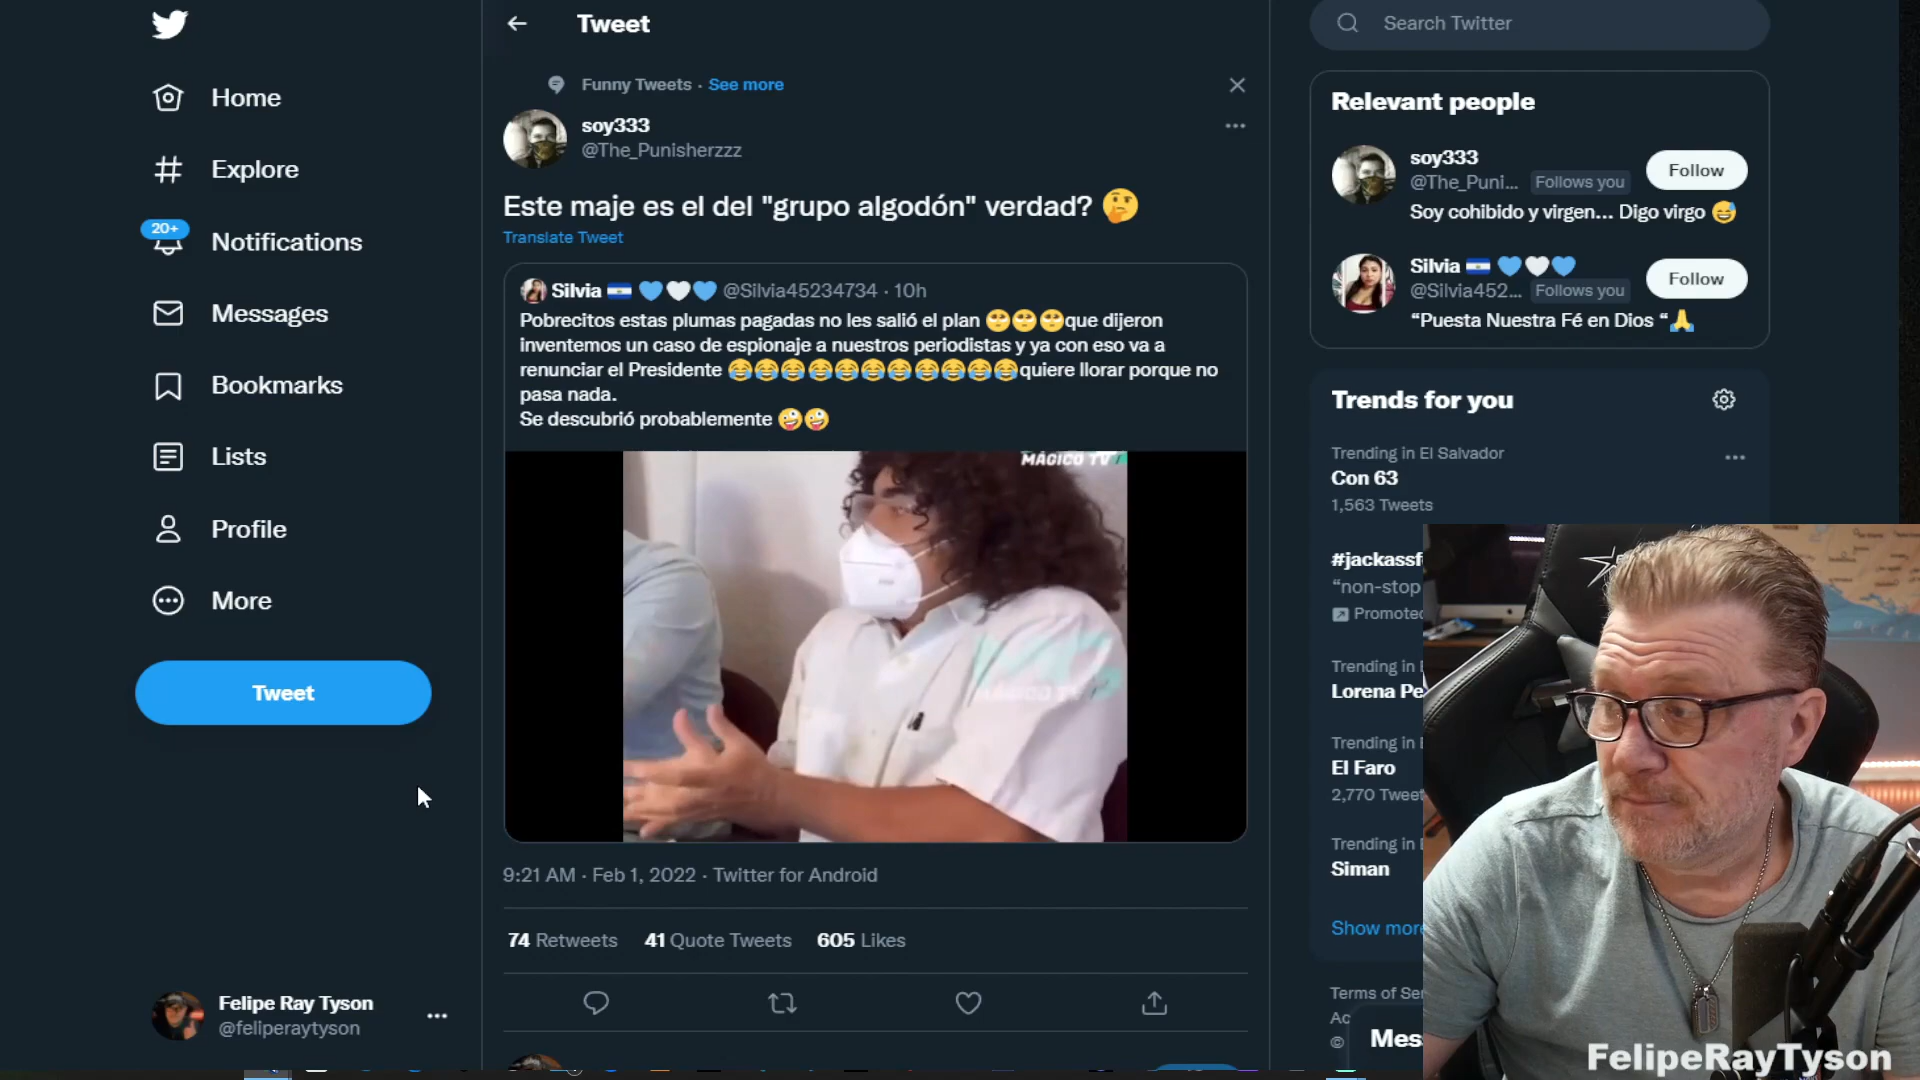 Home
Explore
20+
Notifications
Messages
Bookmarks
Lists
Profile
More
Tweet
Felipe Ray Tyson
@feliperaytyson
Tweet
Funny Tweets · See more
soy333
@The_Punisherzzz
Este maje es el del "grupo algodón" verdad? 🤔
Translate Tweet
Silvia 🇸🇻 💙🤍💙 @Silvia45234734 · 10h
Pobrecitos estas plumas pagadas no les salió el plan 🥺🥺🥺que dijeron
inventemos un caso de espionaje a nuestros periodistas y ya con eso va a
renunciar el Presidente 😂😂😂😂😂😂😂😂😂😂😂quiere llorar porque no
pasa nada.
Se descubrió probablemente 🤪🤪
MÁGICO TV
MÁGICO TV
9:21 AM · Feb 1, 2022 · Twitter for Android
74 Retweets 41 Quote Tweets 605 Likes
Search Twitter
Relevant people
soy333
@The_Puni... Follows you
Follow
Soy cohibido y virgen... Digo virgo 😅
Silvia 🇸🇻 💙🤍💙
@Silvia452... Follows you
Follow
“Puesta Nuestra Fé en Dios “🙏
Trends for you
Trending in El Salvador
Con 63
1,563 Tweets
#jackassf
“non-stop
Promoted
Trending in
Lorena Pe
Trending in
El Faro
2,770 Tweet
Trending in
Siman
Show more
Terms of Ser
Ac
©
Mes
FelipeRayTyson